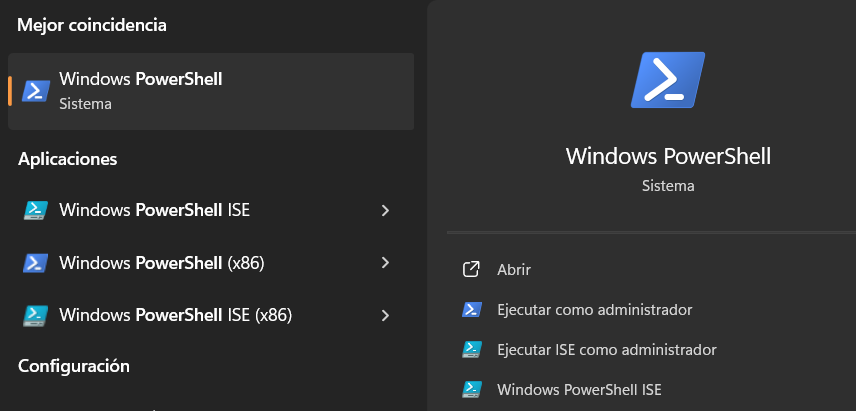 Mejor coincidencia
Windows PowerShell
Sistema
Aplicaciones
Windows PowerShell ISE
Windows PowerShell (x86)
Windows PowerShell ISE (x86)
Configuración
Windows PowerShell
Sistema
Abrir
Ejecutar como administrador
Ejecutar ISE como administrador
Windows PowerShell ISE